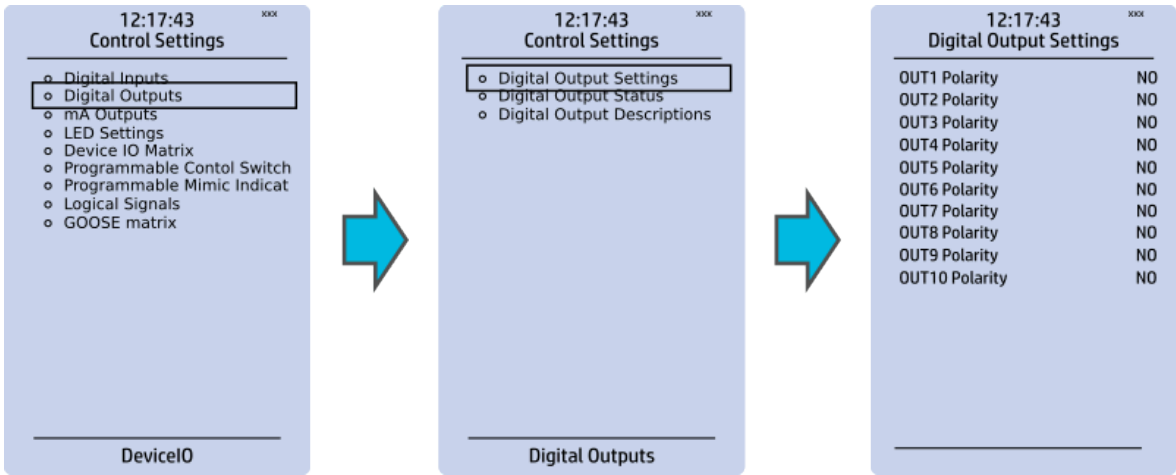 12:17:43 xxx
Control Settings
Digital Inputs
Digital Outputs
mA Outputs
LED Settings
Device IO Matrix
Programmable Contol Switch
Programmable Mimic Indicat
Logical Signals
GOOSE matrix
DeviceIO
12:17:43 xxx
Control Settings
Digital Output Settings
Digital Output Status
Digital Output Descriptions
Digital Outputs
12:17:43 xxx
Digital Output Settings
OUT1 Polarity NO
OUT2 Polarity NO
OUT3 Polarity NO
OUT4 Polarity NO
OUT5 Polarity NO
OUT6 Polarity NO
OUT7 Polarity NO
OUT8 Polarity NO
OUT9 Polarity NO
OUT10 Polarity NO